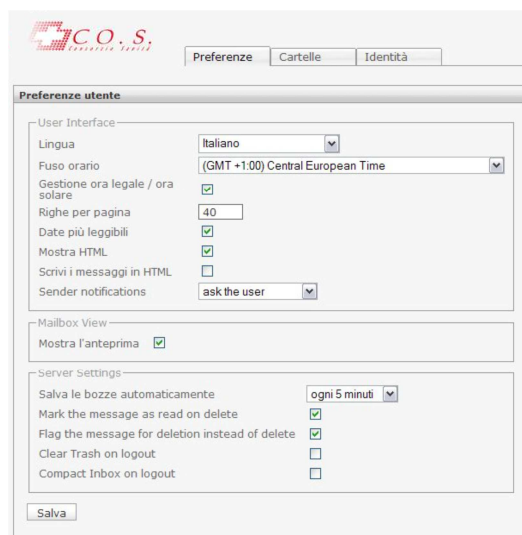 C.O.S.
Consorzio Sanità
Preferenze Cartelle Identità
Preferenze utente
User Interface
Lingua Italiano
Fuso orario (GMT +1:00) Central European Time
Gestione ora legale / ora
solare
Righe per pagina 40
Date più leggibili
Mostra HTML
Scrivi i messaggi in HTML
Sender notifications ask the user
Mailbox View
Mostra l'anteprima
Server Settings
Salva le bozze automaticamente ogni 5 minuti
Mark the message as read on delete
Flag the message for deletion instead of delete
Clear Trash on logout
Compact Inbox on logout
Salva